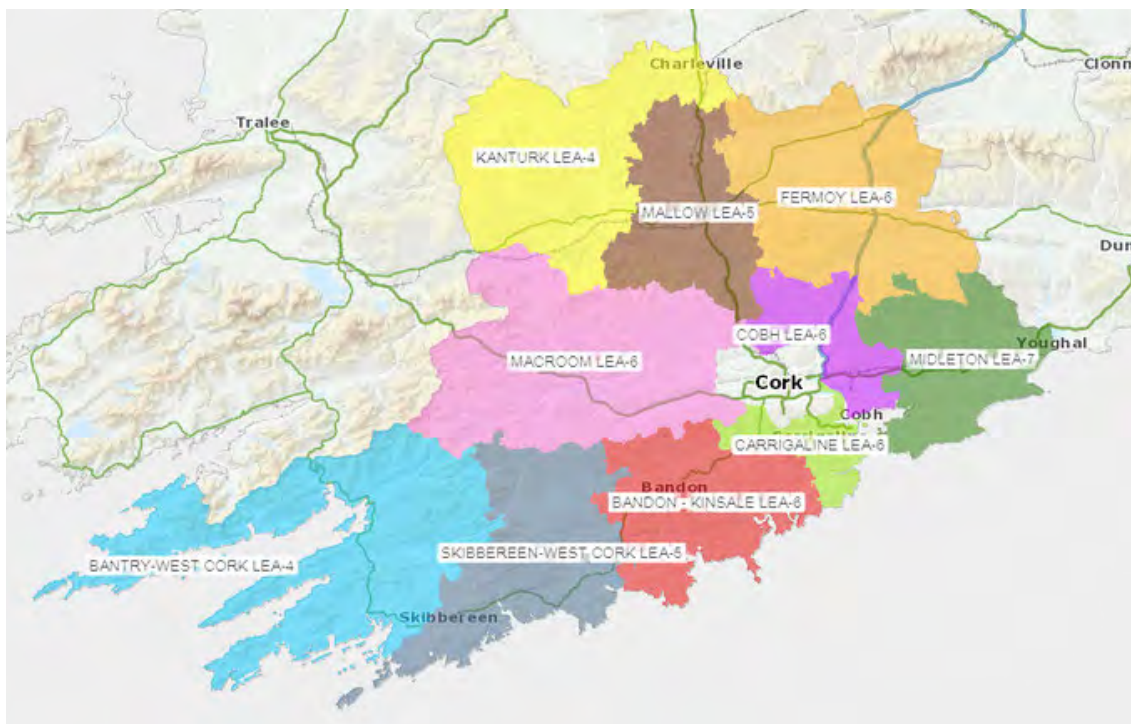 Charleville
Clonn
Tralee
KANTURK LEA-4
FERMOY LEA-6
MALLOW LEA-5
Dun
COBH LEA-6
Youghal
MACROOM LEA-6
MIDLETON LEA-7
Cork
Cobh
CARRIGALINE LEA-6
Bandon
BANDON - KINSALE LEA-6
SKIBBEREEN-WEST CORK LEA-5
BANTRY-WEST CORK LEA-4
Skibbereen